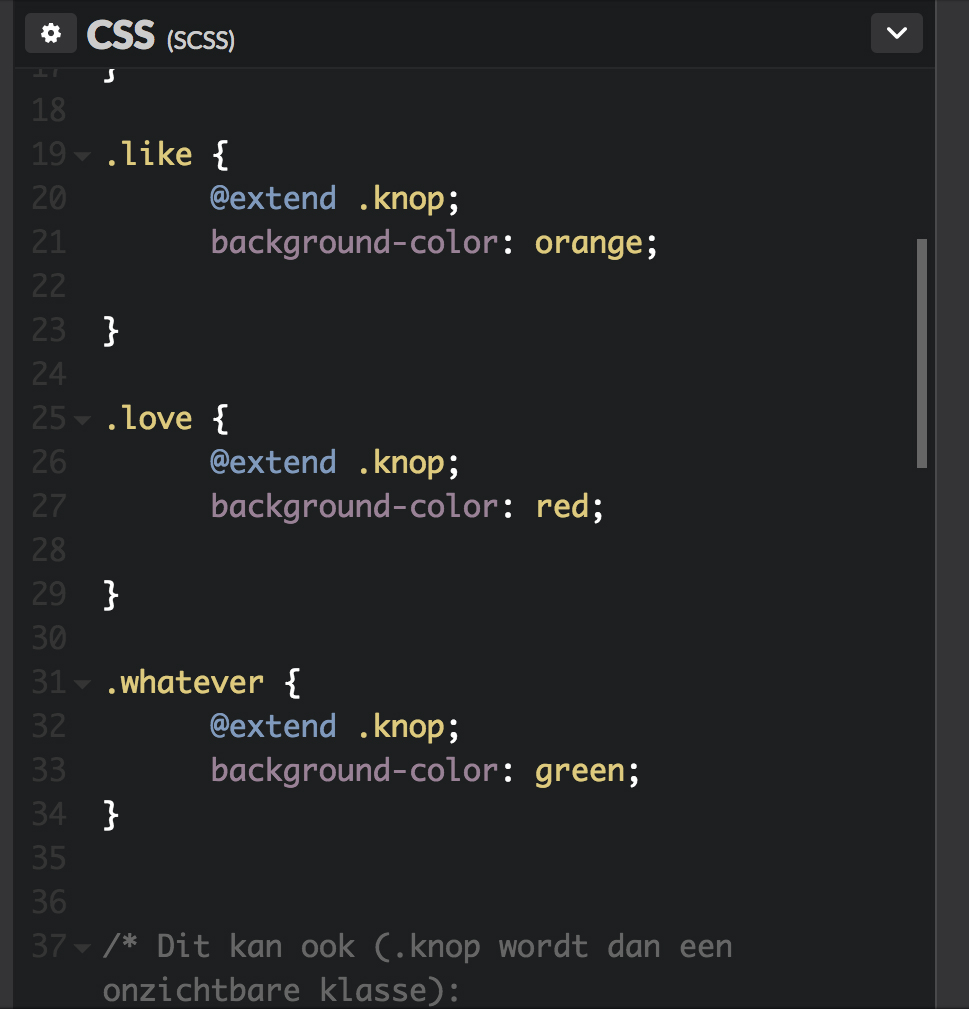 CSS (SCSS)
17 }
18
19 .like {
20 @extend .knop;
21 background-color: orange;
22
23 }
24
25 .love {
26 @extend .knop;
27 background-color: red;
28
29 }
30
31 .whatever {
32 @extend .knop;
33 background-color: green;
34 }
35
36
37 /* Dit kan ook (.knop wordt dan een
onzichtbare klasse):